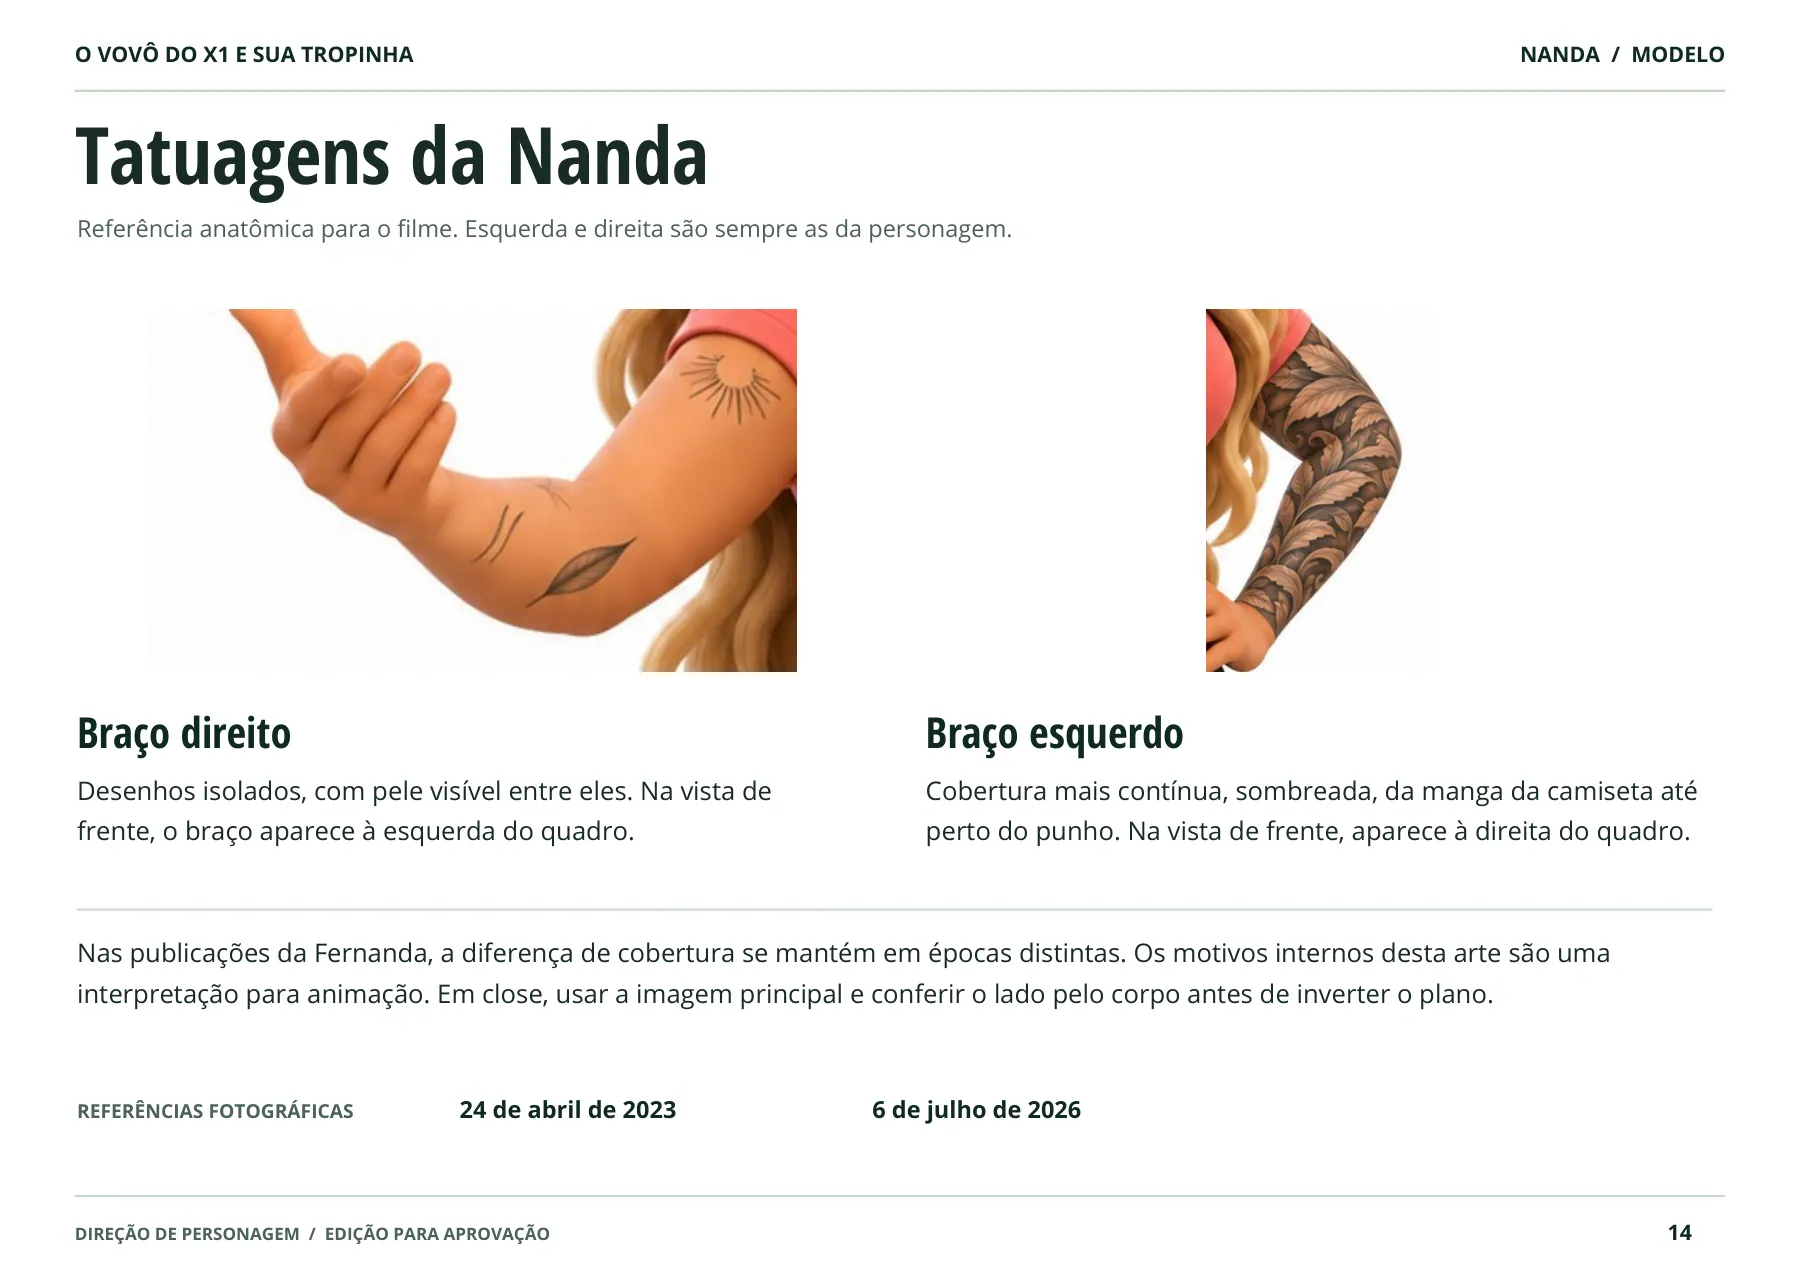 O VOVÔ DO X1 E SUA TROPINHA
NANDA / MODELO
Tatuagens da Nanda
Referência anatômica para o filme. Esquerda e direita são sempre as da personagem.
Braço direito
Desenhos isolados, com pele visível entre eles. Na vista de
frente, o braço aparece à esquerda do quadro.
Braço esquerdo
Cobertura mais contínua, sombreada, da manga da camiseta até
perto do punho. Na vista de frente, aparece à direita do quadro.
Nas publicações da Fernanda, a diferença de cobertura se mantém em épocas distintas. Os motivos internos desta arte são uma
interpretação para animação. Em close, usar a imagem principal e conferir o lado pelo corpo antes de inverter o plano.
REFERÊNCIAS FOTOGRÁFICAS
24 de abril de 2023
6 de julho de 2026
DIREÇÃO DE PERSONAGEM / EDIÇÃO PARA APROVAÇÃO
14